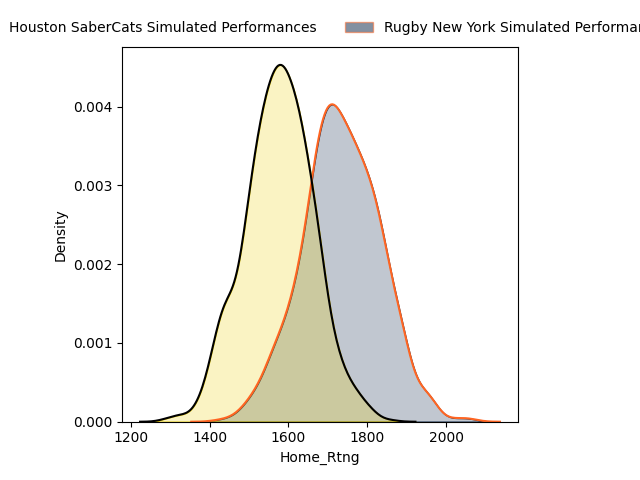 Houston SaberCats Simulated Performances
Rugby New York Simulated
0.004
0.003
0.002
0.001
0.000
Density
1200 1400 1600 1800 2000
Home_Rtng